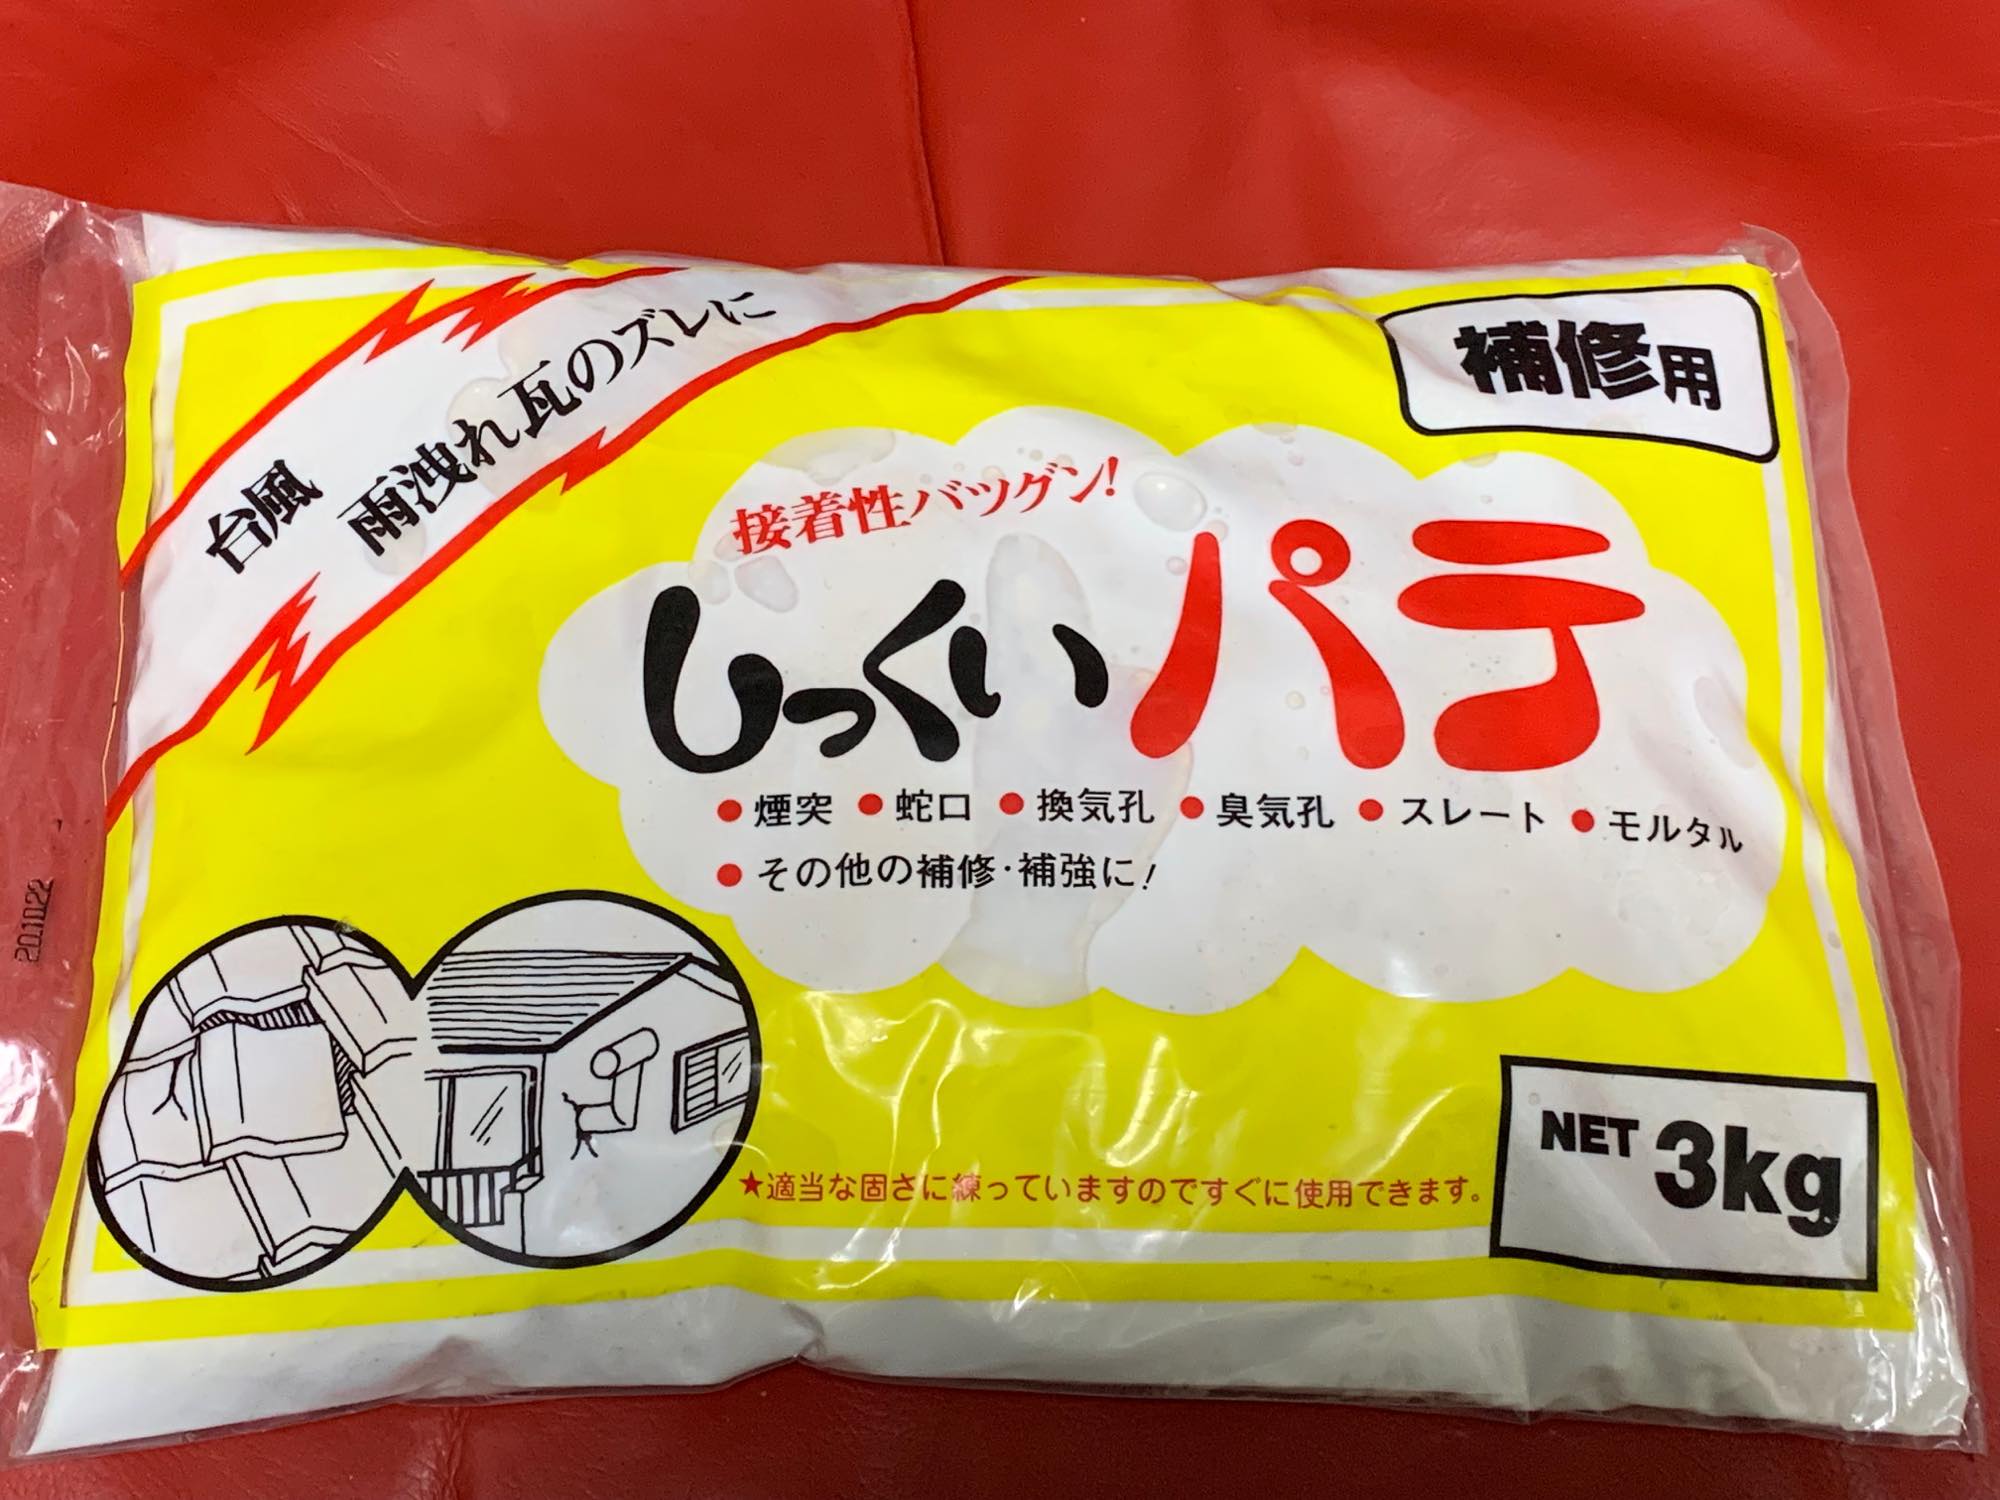 台風 雨洩れ瓦のズレに
補修用
接着性バツグン!
しっくいパテ
●煙突 ●蛇口 ●換気孔 ●臭気孔 ●スレート ●モルタル
●その他の補修・補強に!
★適当な固さに練っていますのですぐに使用できます。
NET 3kg
20.10.22